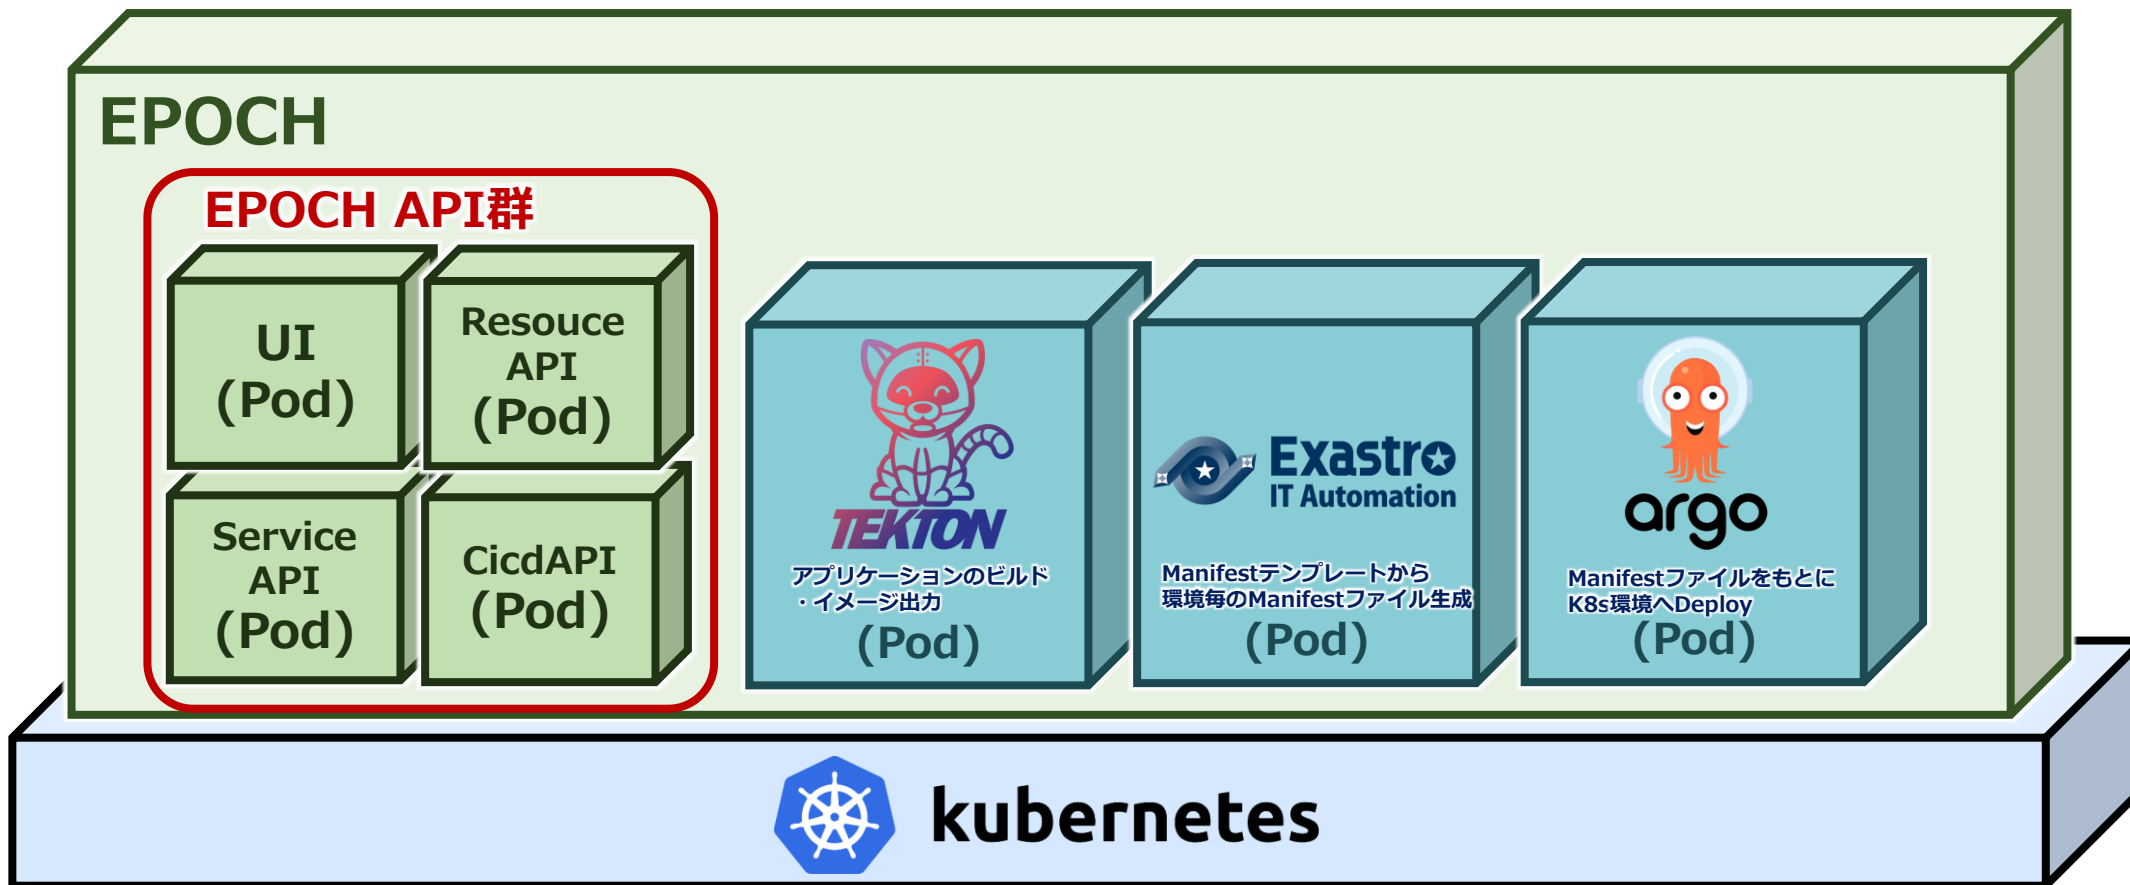 EPOCH
EPOCH API群
UI
(Pod)
Resouce
API
(Pod)
Service
API
(Pod)
CicdAPI
(Pod)
TEKTON
アプリケーションのビルド
・イメージ出力
(Pod)
Exastro
IT Automation
Manifestテンプレートから
環境毎のManifestファイル生成
(Pod)
argo
Manifestファイルをもとに
K8s環境へDeploy
(Pod)
kubernetes